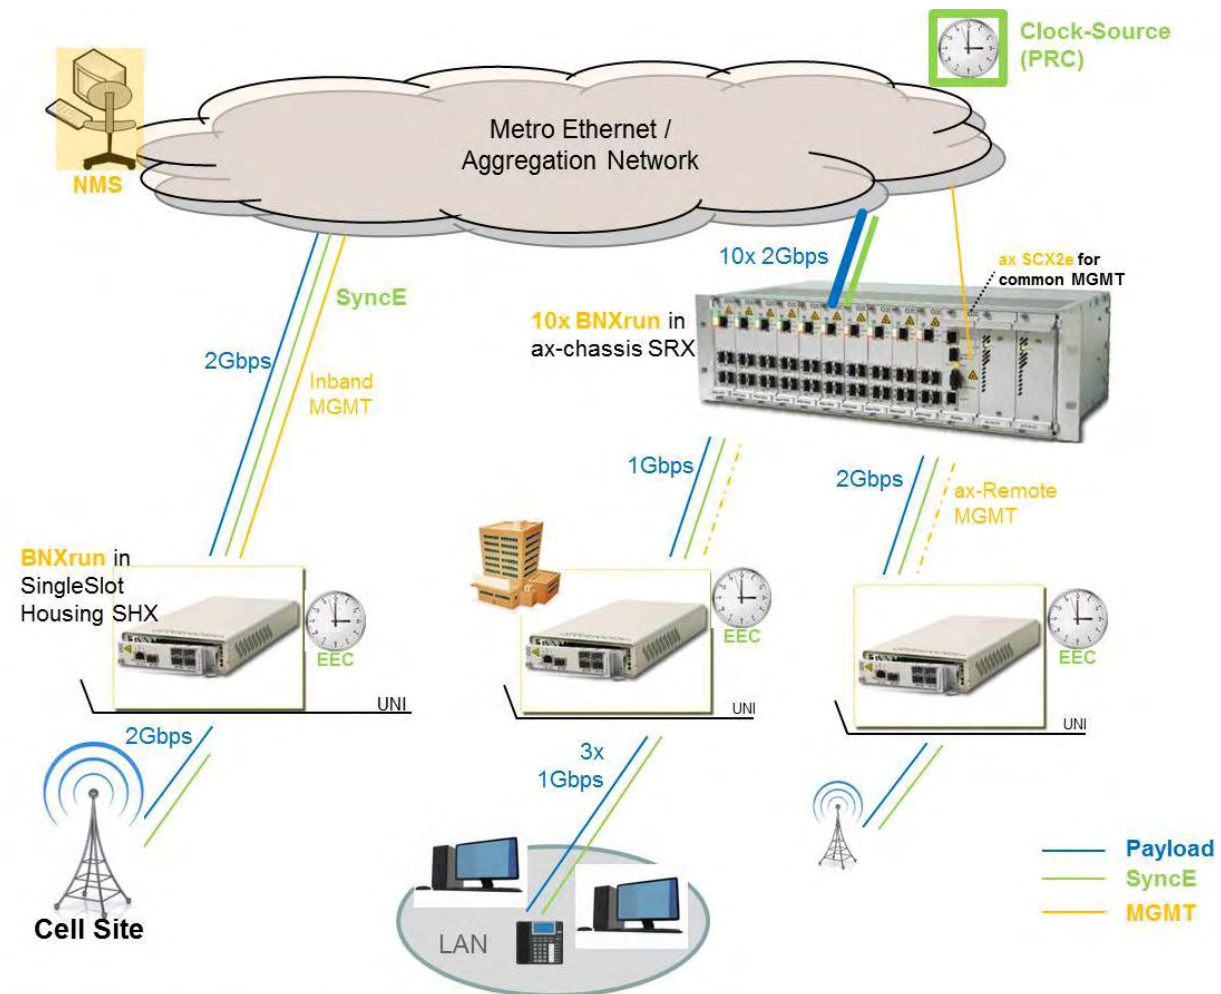 Clock-Source
(PRC)
NMS
Metro Ethernet /
Aggregation Network
10x 2Gbps
ax SCX2e for
common MGMT
SyncE
10x BNXrun in
ax-chassis SRX
2Gbps
Inband
MGMT
1Gbps
2Gbps
ax-Remote
MGMT
BNXrun in
SingleSlot
Housing SHX
EEC
UNI
EEC
UNI
EEC
UNI
2Gbps
3x
1Gbps
Cell Site
LAN
Payload
SyncE
MGMT